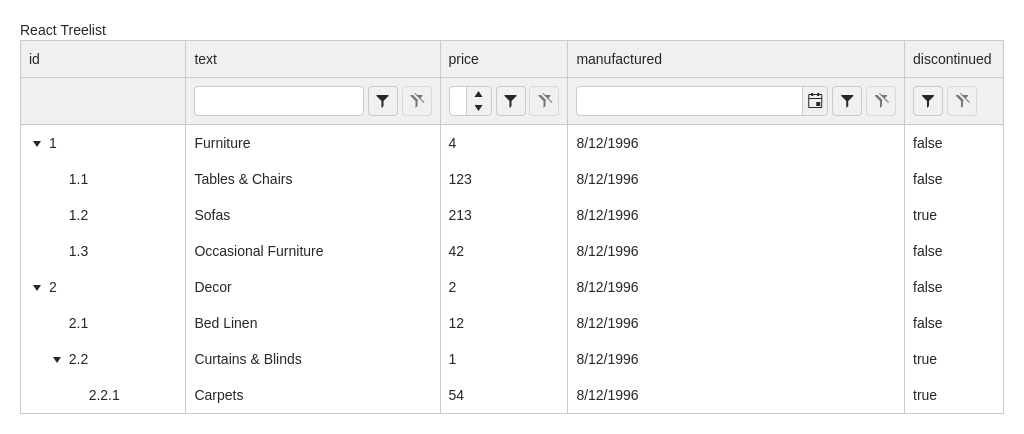 React Treelist
id text price manufactured discontinued
1 Furniture 4 8/12/1996 false
1.1 Tables & Chairs 123 8/12/1996 false
1.2 Sofas 213 8/12/1996 true
1.3 Occasional Furniture 42 8/12/1996 false
2 Decor 2 8/12/1996 false
2.1 Bed Linen 12 8/12/1996 false
2.2 Curtains & Blinds 1 8/12/1996 true
2.2.1 Carpets 54 8/12/1996 true